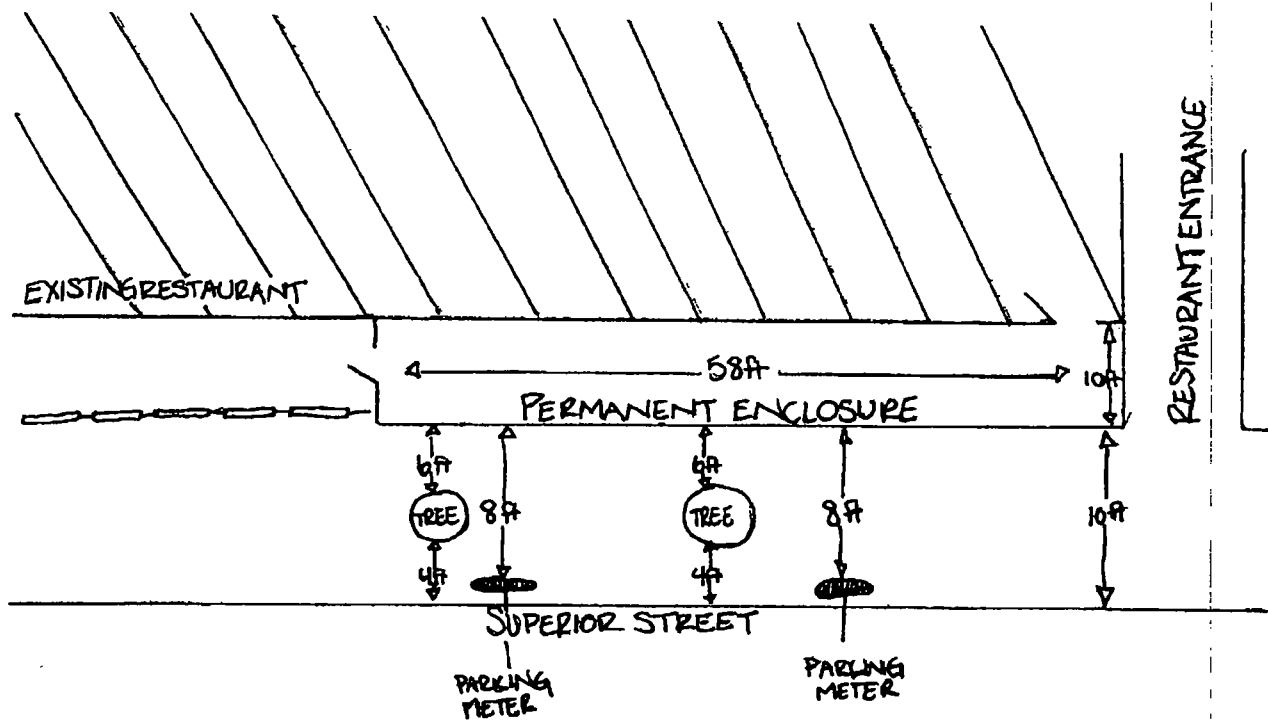 RESTAURANT ENTRANCE
EXISTING RESTAURANT
58ft
10ft
PERMANENT ENCLOSURE
6ft
6ft
TREE
8ft
TREE
8ft
10ft
4ft
4ft
SUPERIOR STREET
PARKING
METER
PARKING
METER